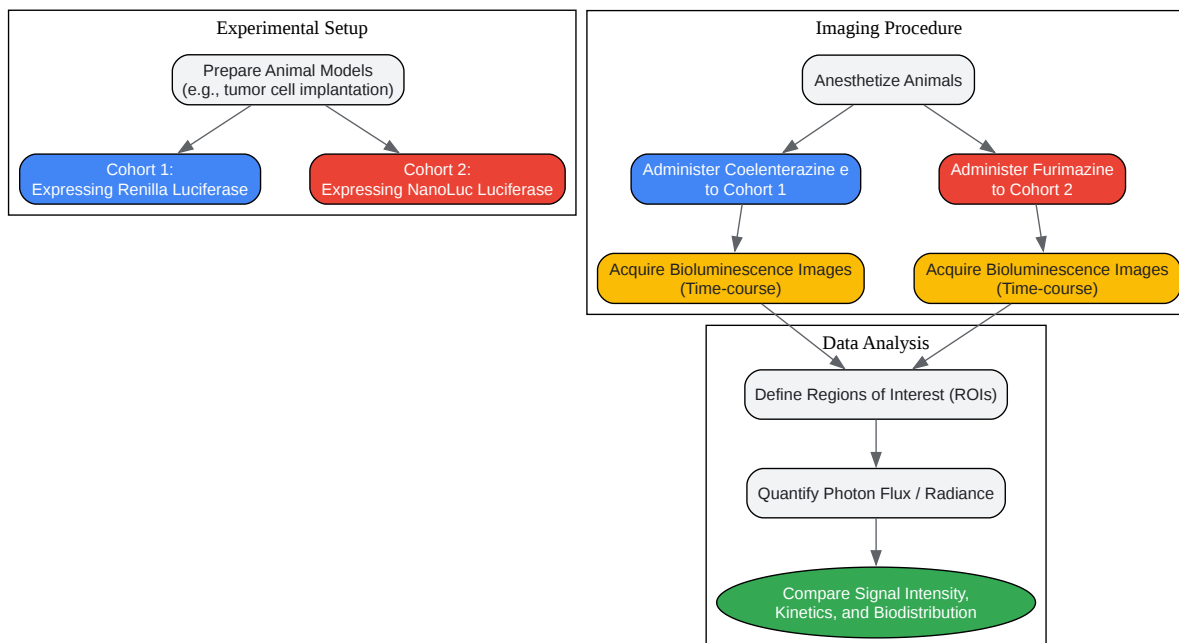 Experimental Setup
Prepare Animal Models
(e.g., tumor cell implantation)
Cohort 1:
Expressing Renilla Luciferase
Cohort 2:
Expressing NanoLuc Luciferase
Imaging Procedure
Anesthetize Animals
Administer Coelenterazine e
to Cohort 1
Administer Furimazine
to Cohort 2
Acquire Bioluminescence Images
(Time-course)
Acquire Bioluminescence Images
(Time-course)
Data Analysis
Define Regions of Interest (ROIs)
Quantify Photon Flux / Radiance
Compare Signal Intensity,
Kinetics, and Biodistribution